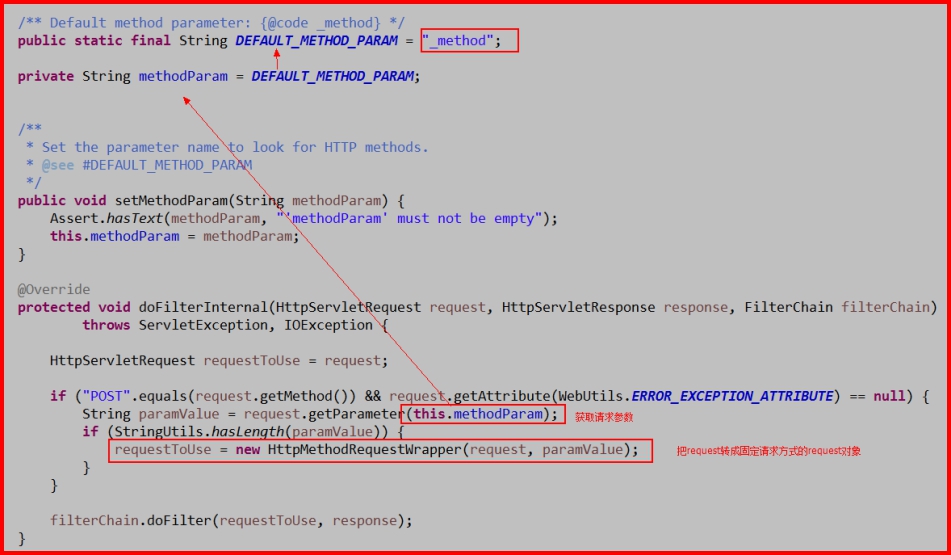 /** Default method parameter: {@code _method} */
public static final String DEFAULT_METHOD_PARAM = "_method";
private String methodParam = DEFAULT_METHOD_PARAM;
/**
 * Set the parameter name to look for HTTP methods.
 * @see #DEFAULT_METHOD_PARAM
 */
public void setMethodParam(String methodParam) {
    Assert.hasText(methodParam, "'methodParam' must not be empty");
    this.methodParam = methodParam;
}
@Override
protected void doFilterInternal(HttpServletRequest request, HttpServletResponse response, FilterChain filterChain)
        throws ServletException, IOException {
    HttpServletRequest requestToUse = request;
    if ("POST".equals(request.getMethod()) && request.getAttribute(WebUtils.ERROR_EXCEPTION_ATTRIBUTE) == null) {
        String paramValue = request.getParameter(this.methodParam); 获取请求参数
        if (StringUtils.hasLength(paramValue)) {
            requestToUse = new HttpMethodRequestWrapper(request, paramValue); 把request转成固定请求方式的request对象
        }
    }
    filterChain.doFilter(requestToUse, response);
}